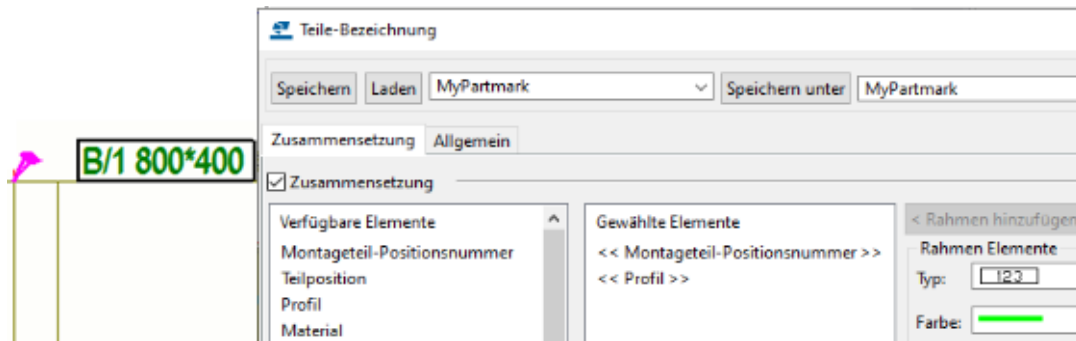 Teile-Bezeichnung
Speichern Laden MyPartmark Speichern unter MyPartmark
B/1 800*400
Zusammensetzung Allgemein
Zusammensetzung
Verfügbare Elemente
Montageteil-Positionsnummer
Teilposition
Profil
Material
Gewählte Elemente
<< Montageteil-Positionsnummer >>
<< Profil >>
< Rahmen hinzufügen
Rahmen Elemente
Typ: 123
Farbe: